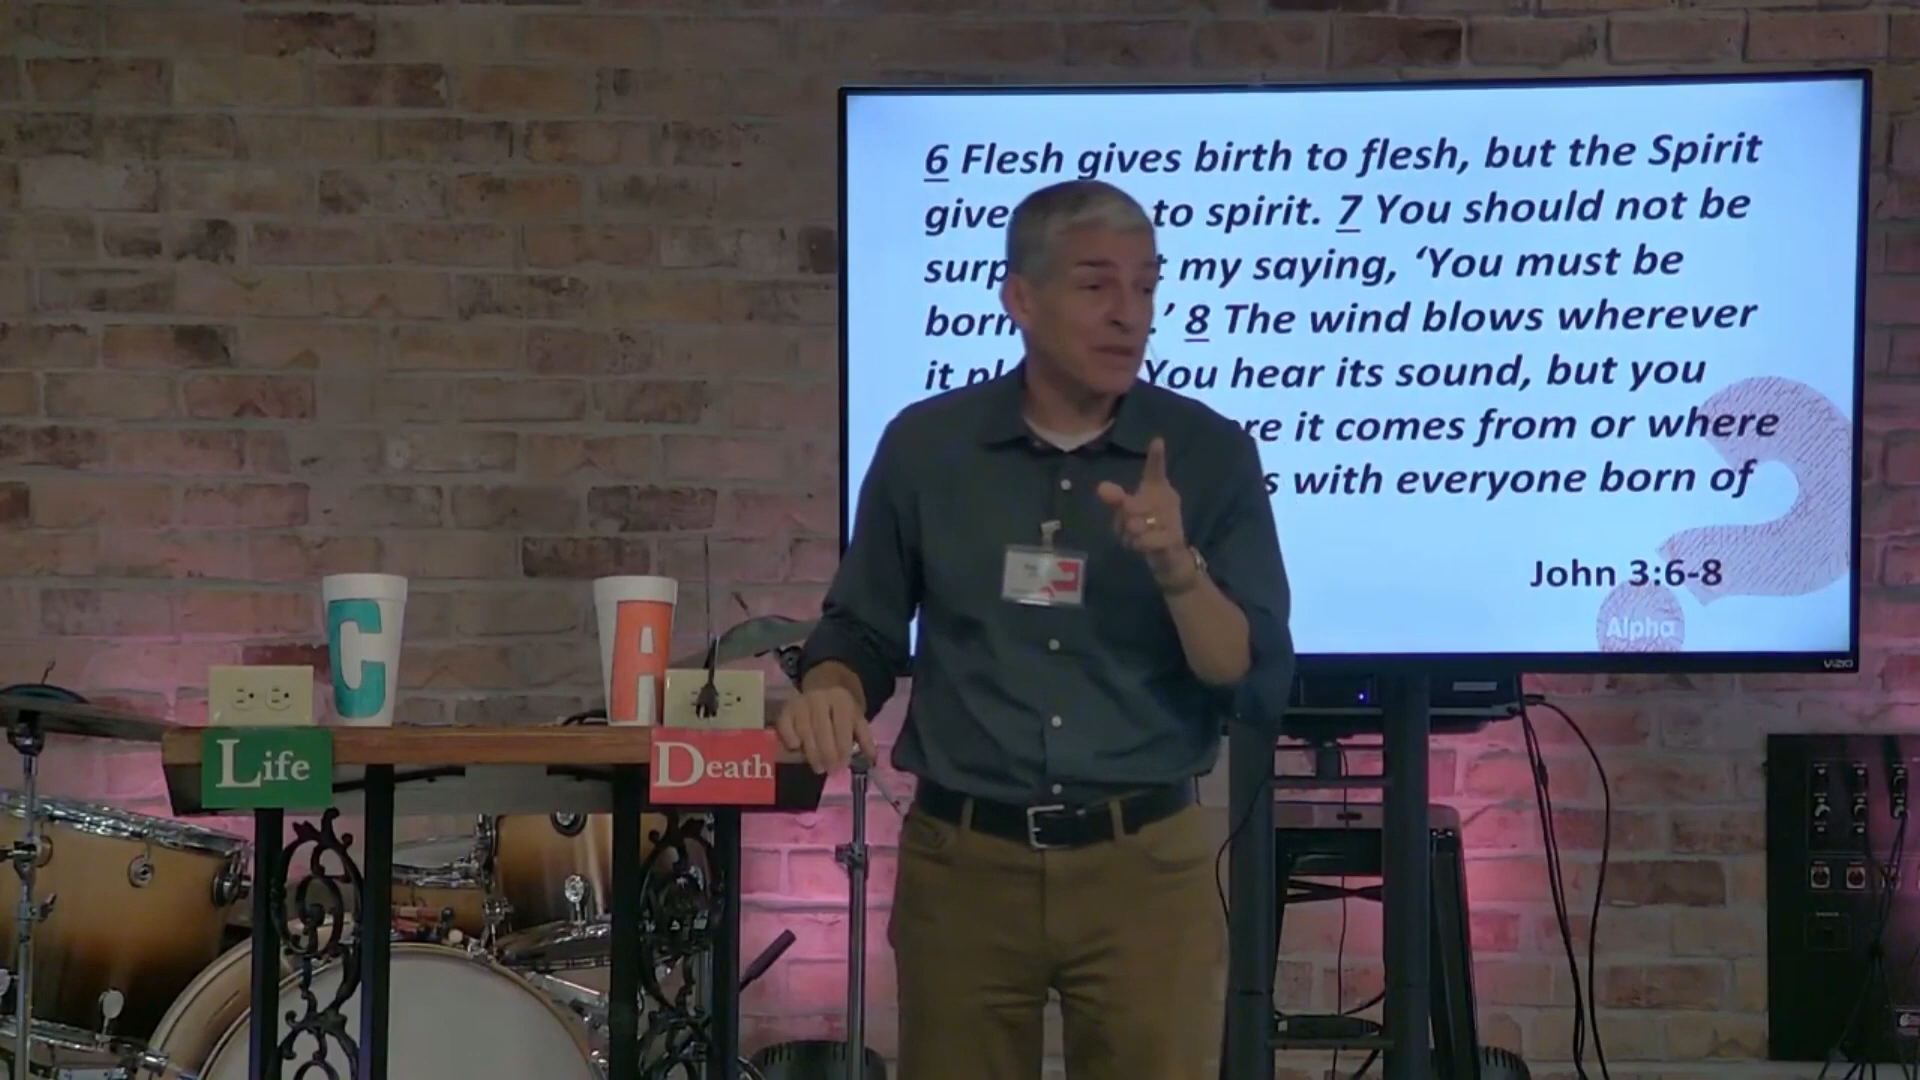 6 Flesh gives birth to flesh, but the Spirit
give to spirit. 7 You should not be
surp t my saying, ‘You must be
born .’ 8 The wind blows wherever
it pl You hear its sound, but you
re it comes from or where
s with everyone born of
John 3:6-8
Alpha
VIZIO
C
A
Life
Death